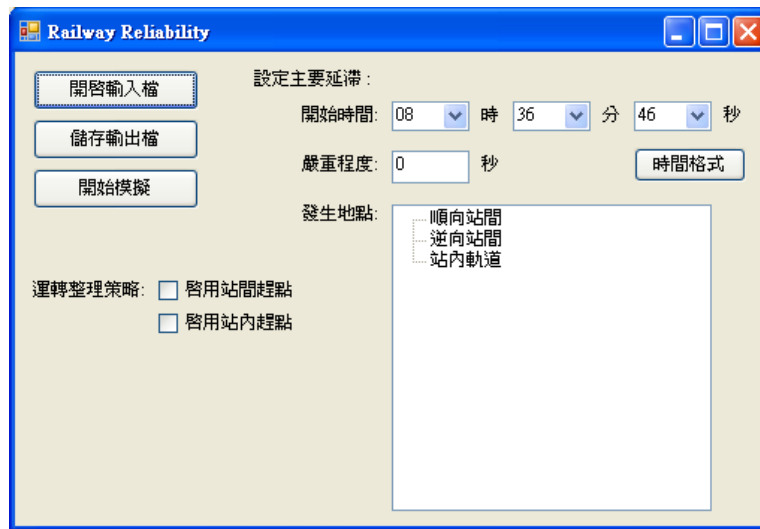 Railway Reliability
開啓輸入檔
儲存輸出檔
開始模擬
設定主要延滯 :
開始時間: 08 時 36 分 46 秒
嚴重程度: 0 秒 時間格式
發生地點:
順向站間
逆向站間
站內軌道
運轉整理策略: 啓用站間趕點
啓用站內趕點